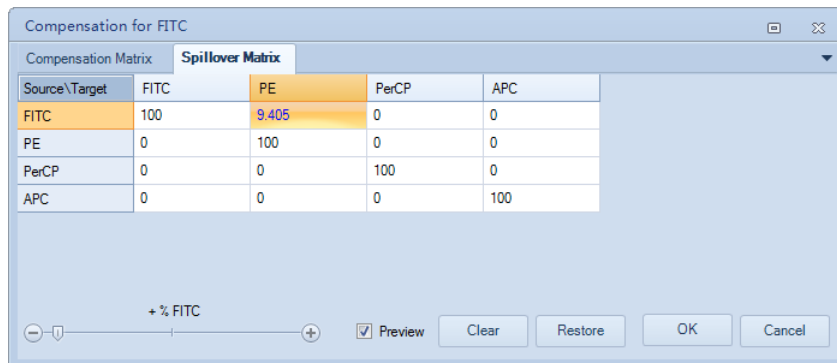 Compensation for FITC
Compensation Matrix Spillover Matrix
Source\Target FITC PE PerCP APC
FITC 100 9.405 0 0
PE 0 100 0 0
PerCP 0 0 100 0
APC 0 0 0 100
+ % FITC
Preview Clear Restore OK Cancel